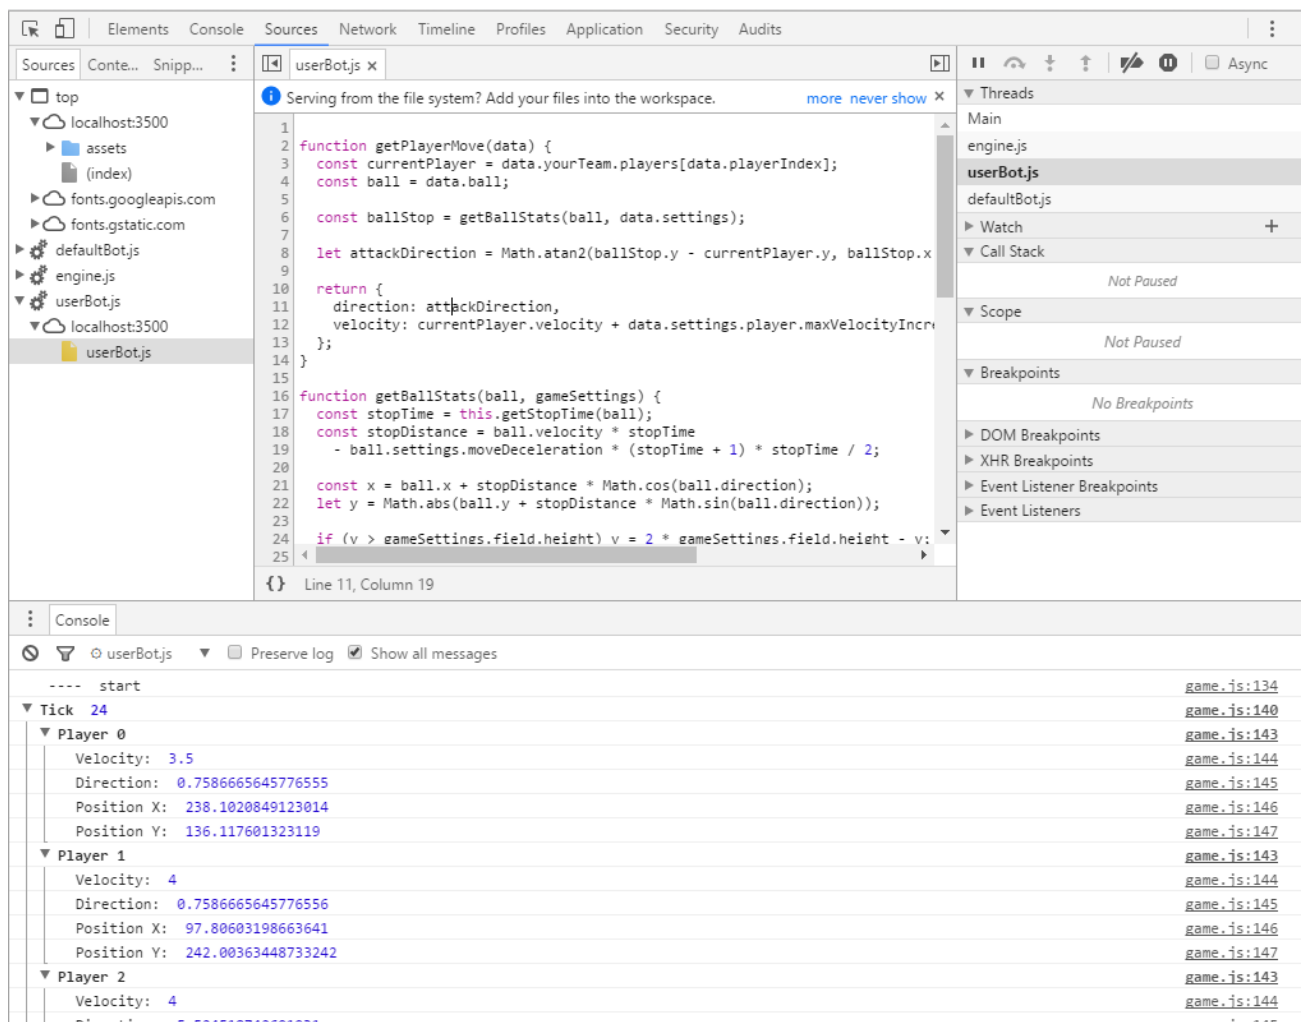 Elements Console Sources Network Timeline Profiles Application Security Audits
Sources Conte... Snipp...
top
localhost:3500
assets
(index)
fonts.googleapis.com
fonts.gstatic.com
defaultBot.js
engine.js
userBot.js
localhost:3500
userBot.js
userBot.js ×
Serving from the file system? Add your files into the workspace. more never show ×
1
2 function getPlayerMove(data) {
3 const currentPlayer = data.yourTeam.players[data.playerIndex];
4 const ball = data.ball;
5
6 const ballStop = getBallStats(ball, data.settings);
7
8 let attackDirection = Math.atan2(ballStop.y - currentPlayer.y, ballStop.x
9
10 return {
11 direction: attackDirection,
12 velocity: currentPlayer.velocity + data.settings.player.maxVelocityIncre
13 };
14 }
15
16 function getBallStats(ball, gameSettings) {
17 const stopTime = this.getStopTime(ball);
18 const stopDistance = ball.velocity * stopTime
19 - ball.settings.moveDeceleration * (stopTime + 1) * stopTime / 2;
20
21 const x = ball.x + stopDistance * Math.cos(ball.direction);
22 let y = Math.abs(ball.y + stopDistance * Math.sin(ball.direction));
23
24 if (y > gameSettings.field.height) y = 2 * gameSettings.field.height - y;
25
{} Line 11, Column 19
Async
Threads
Main
engine.js
userBot.js
defaultBot.js
Watch +
Call Stack
Not Paused
Scope
Not Paused
Breakpoints
No Breakpoints
DOM Breakpoints
XHR Breakpoints
Event Listener Breakpoints
Event Listeners
Console
userBot.js Preserve log Show all messages
---- start game.js:134
Tick 24 game.js:140
Player 0 game.js:143
Velocity: 3.5 game.js:144
Direction: 0.7586665645776555 game.js:145
Position X: 238.1020849123014 game.js:146
Position Y: 136.117601323119 game.js:147
Player 1 game.js:143
Velocity: 4 game.js:144
Direction: 0.7586665645776556 game.js:145
Position X: 97.80603198663641 game.js:146
Position Y: 242.00363448733242 game.js:147
Player 2 game.js:143
Velocity: 4 game.js:144